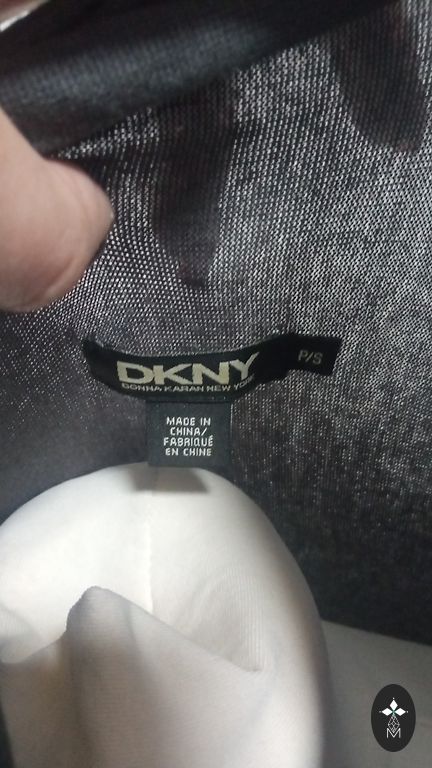 DKNY
DONNA KARAN NEW YORK
P/S
MADE IN
CHINA/
FABRIQUÉ
EN CHINE
M